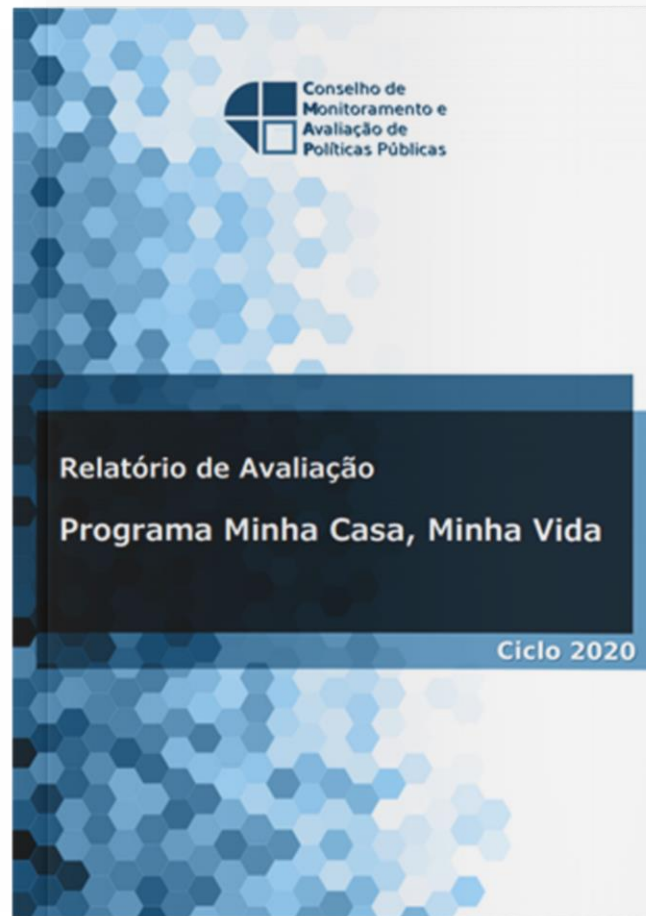 Conselho de
Monitoramento e
Avaliação de
Políticas Públicas
Relatório de Avaliação
Programa Minha Casa, Minha Vida
Ciclo 2020